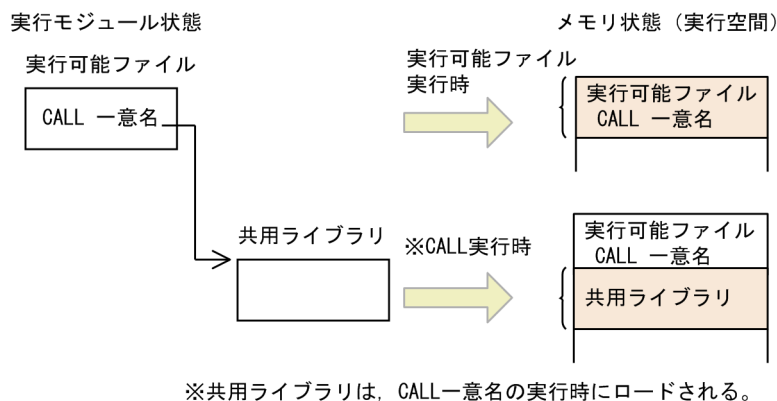 実行モジュール状態
メモリ状態（実行空間）
実行可能ファイル
CALL 一意名
実行可能ファイル
実行時
実行可能ファイル
CALL 一意名
共用ライブラリ
※CALL実行時
実行可能ファイル
CALL 一意名
共用ライブラリ
※共用ライブラリは，CALL一意名の実行時にロードされる。